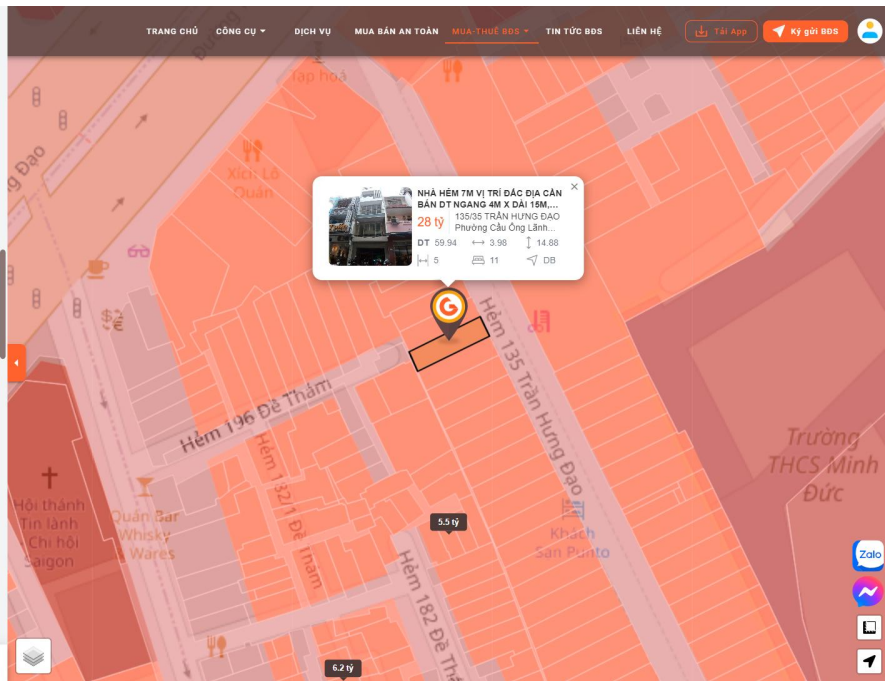 TRANG CHỦ CÔNG CỤ DỊCH VỤ MUA BÁN AN TOÀN MUA-THUÊ BĐS TIN TỨC BĐS LIÊN HỆ Tải App Ký gửi BĐS
Tạp hoá
g Đạo
Xici: Lô
Quán
NHÀ HẺM 7M VỊ TRÍ ĐẮC ĐỊA CẦN
BÁN DT NGANG 4M X DÀI 15M,...
28 tỷ
135/35 TRẦN HƯNG ĐẠO
Phường Cầu Ông Lãnh...
DT 59.94 3.98 14.88
5 11 DB
G
Hẻm 135 Trần Hưng Đạo
Hẻm 196 Đề Thám
Hẻm 132/1 Đề Thám
Trường
THCS Minh
Đức
Hội thánh
Tin lành
- Chi hội
Saigon
Quán Bar
Whisky
& Wares
5.5 tỷ
Khách
Sạn Punto
Hẻm 182 Đề Thá
Zalo
6.2 tỷ